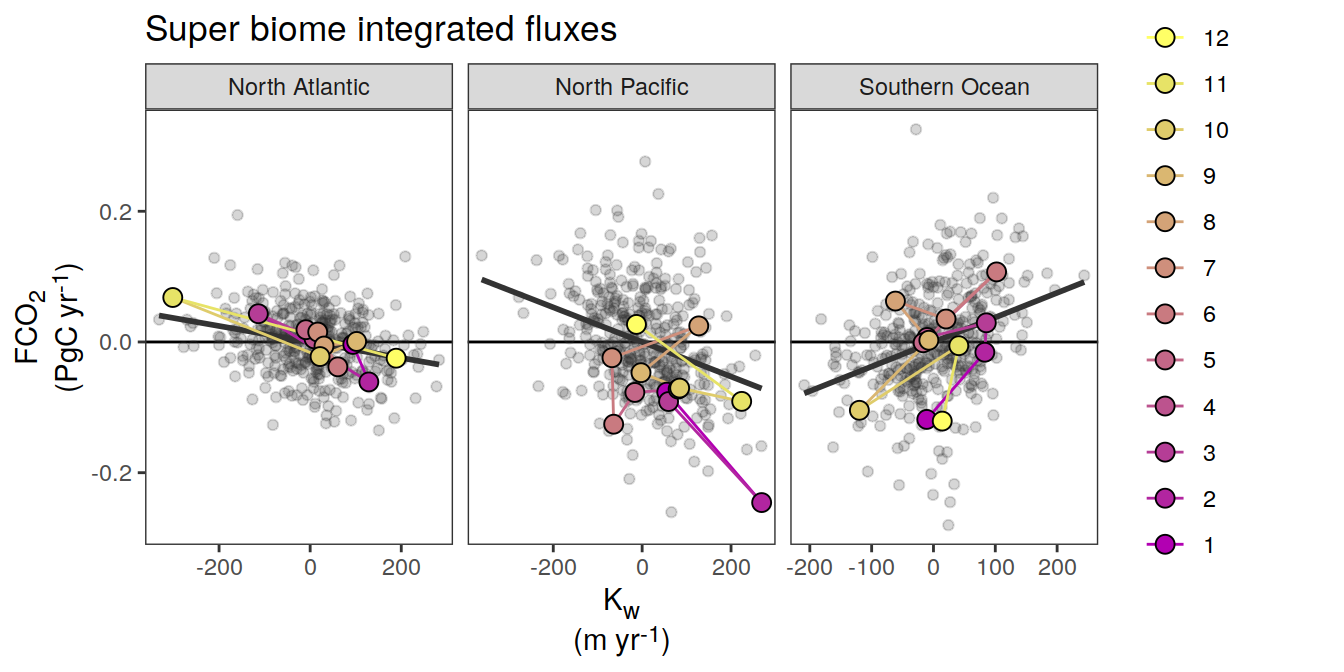 Super biome integrated fluxes
North Atlantic North Pacific Southern Ocean
FCO₂
(PgC yr⁻¹)
0.2
0.0
-0.2
-200 0 200 -200 0 200 -200 -100 0 100 200
K_w
(m yr⁻¹)
12
11
10
9
8
7
6
5
4
3
2
1